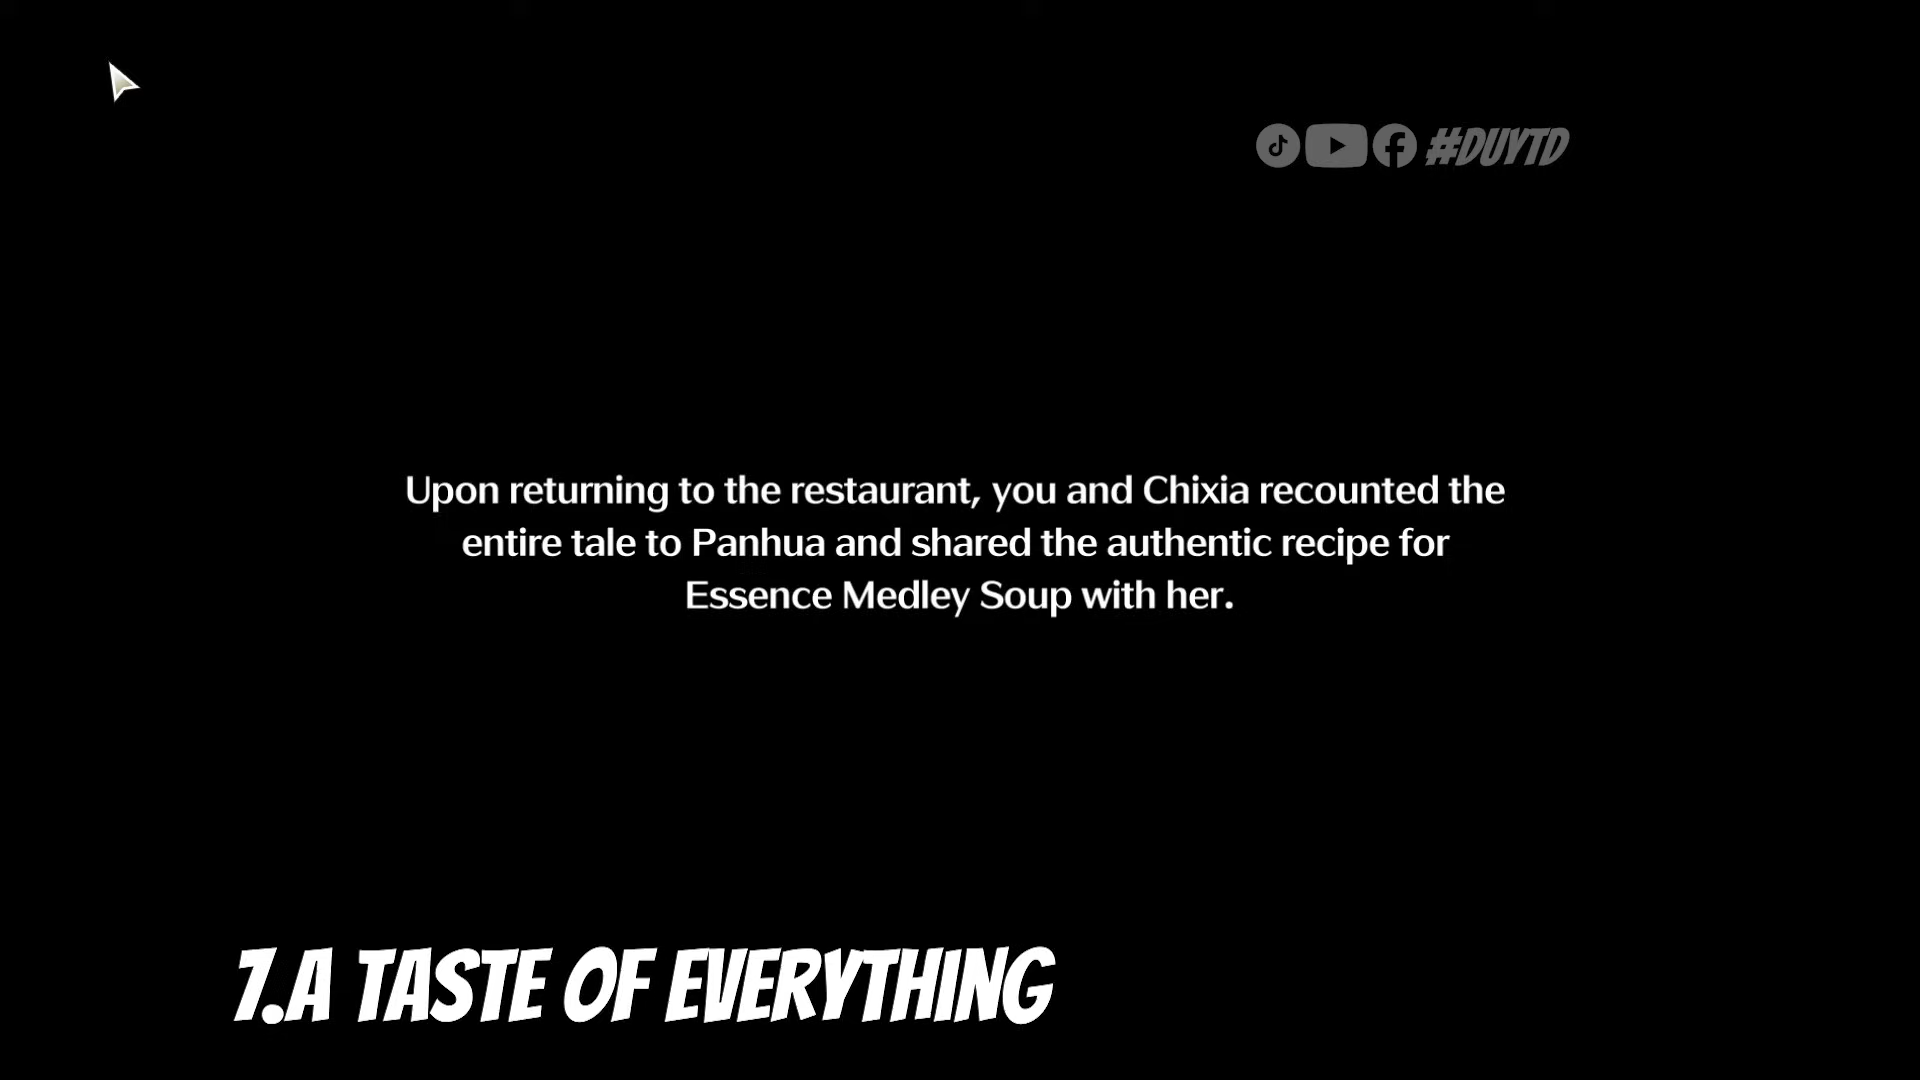 #DUYTD
Upon returning to the restaurant, you and Chixia recounted the
entire tale to Panhua and shared the authentic recipe for
Essence Medley Soup with her.
7.A TASTE OF EVERYTHING